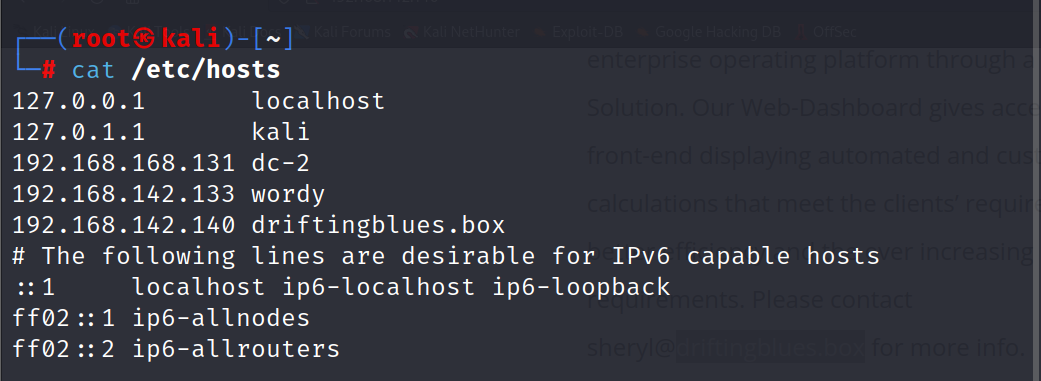 Kali Forums Kali NetHunter Exploit-DB Google Hacking DB OffSec
┌──(root㉿kali)-[~]
└─# cat /etc/hosts
127.0.0.1 localhost
127.0.1.1 kali
192.168.168.131 dc-2
192.168.142.133 wordy
192.168.142.140 driftingblues.box
# The following lines are desirable for IPv6 capable hosts
::1 localhost ip6-localhost ip6-loopback
ff02::1 ip6-allnodes
ff02::2 ip6-allrouters
enterprise operating platform through a
Solution. Our Web-Dashboard gives acce
front-end displaying automated and cus
calculations that meet the clients’ require
increasing
requirements. Please contact
sheryl@driftingblues.box for more info.